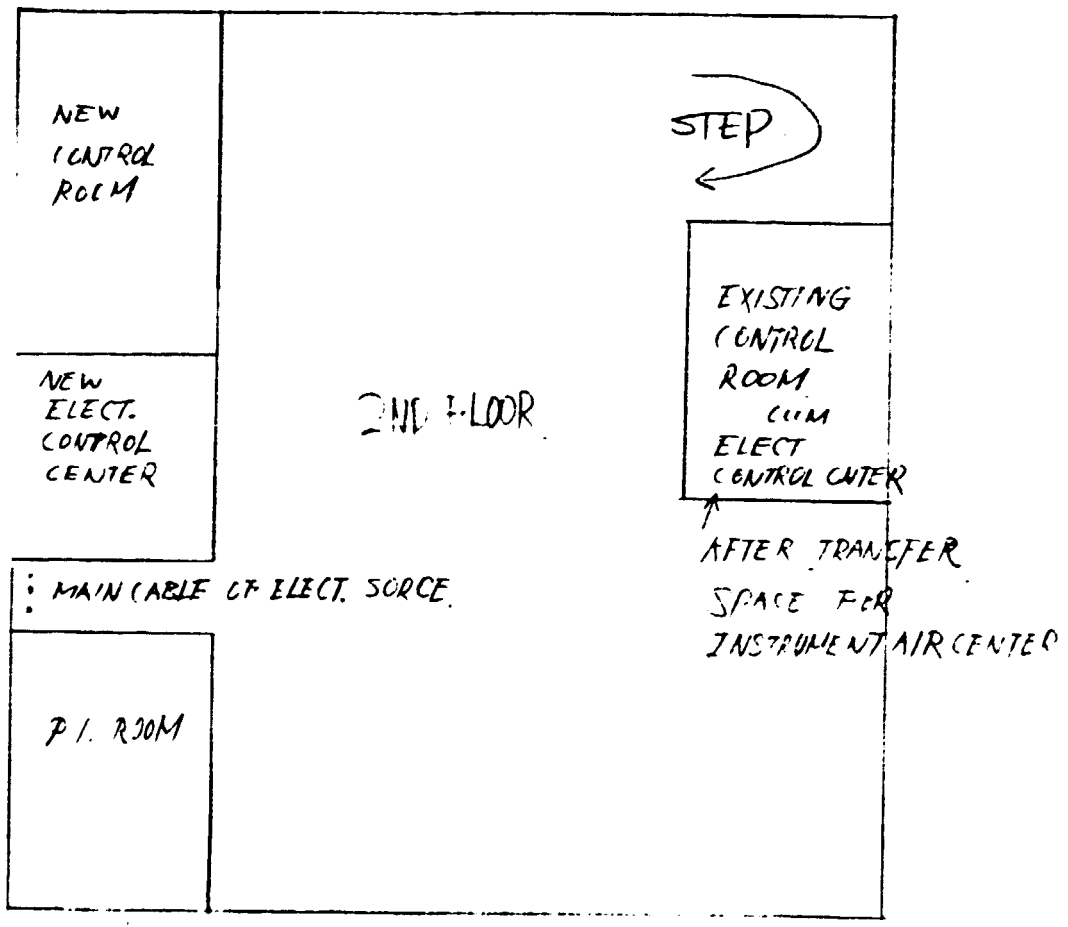 NEW
CONTROL
ROOM
STEP
EXISTING
CONTROL
ROOM
CUM
ELECT
CONTROL CNTER
NEW
ELECT.
CONTROL
CENTER
2ND FLOOR
AFTER TRANSFER
SPACE FOR
INSTRUMENT AIR CENTER
MAIN CABLE OF ELECT. SORCE
ROOM